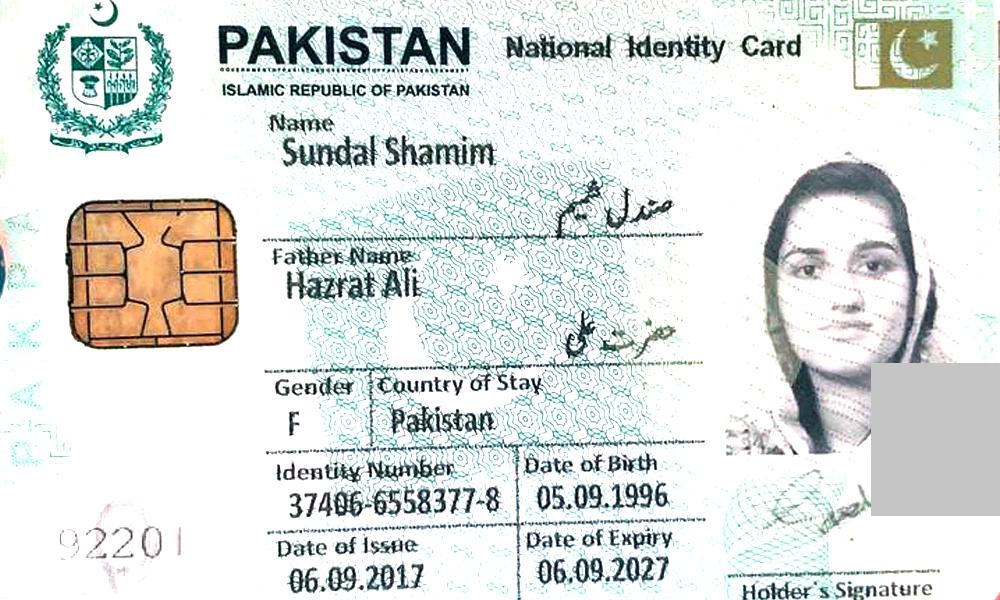 PAKISTAN National Identity Card
ISLAMIC REPUBLIC OF PAKISTAN
Name
Sundal Shamim
صندل شمیم
Father Name
Hazrat Ali
حضرت علی
Gender Country of Stay
F Pakistan
Identity Number Date of Birth
37406-6558377-8 05.09.1996
Date of Issue Date of Expiry
06.09.2017 06.09.2027
92201
Holder's Signature